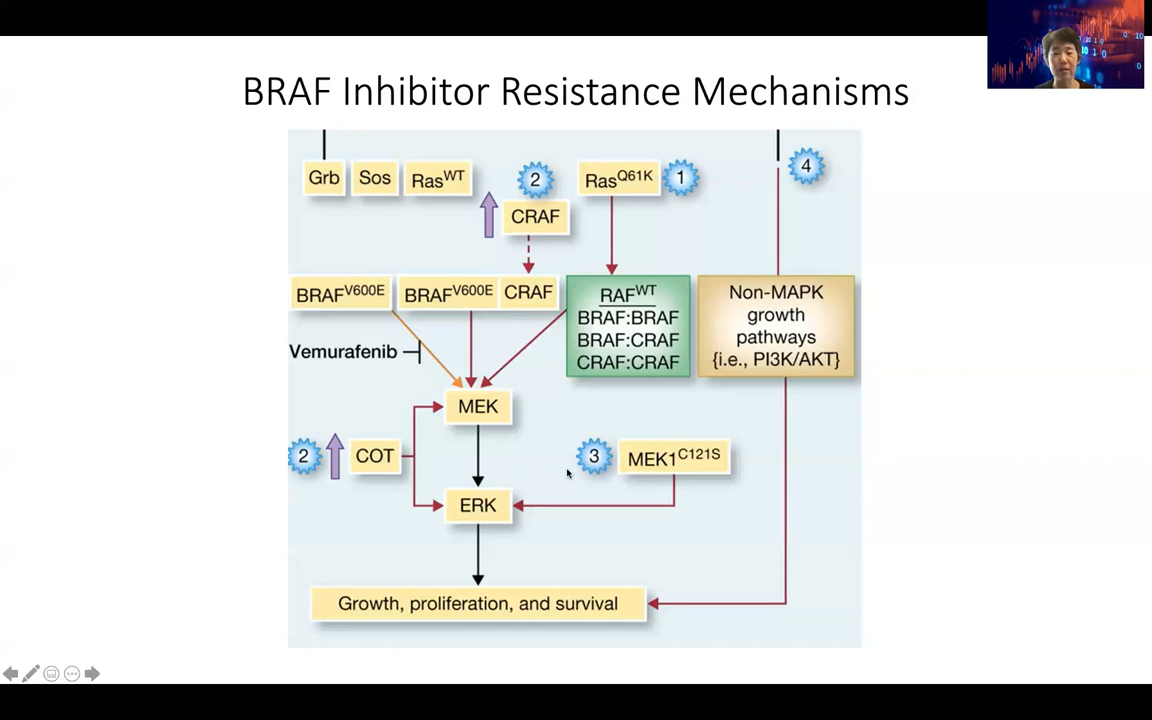 BRAF Inhibitor Resistance Mechanisms
4
2
Grb
Sos
Ras^WT
Ras^Q61K
1
CRAF
BRAF^V600E
BRAF^V600E
CRAF
RAF^WT
BRAF:BRAF
BRAF:CRAF
CRAF:CRAF
Non-MAPK
growth
pathways
{i.e., PI3K/AKT}
Vemurafenib
MEK
2
COT
3
MEK1^C121S
ERK
Growth, proliferation, and survival